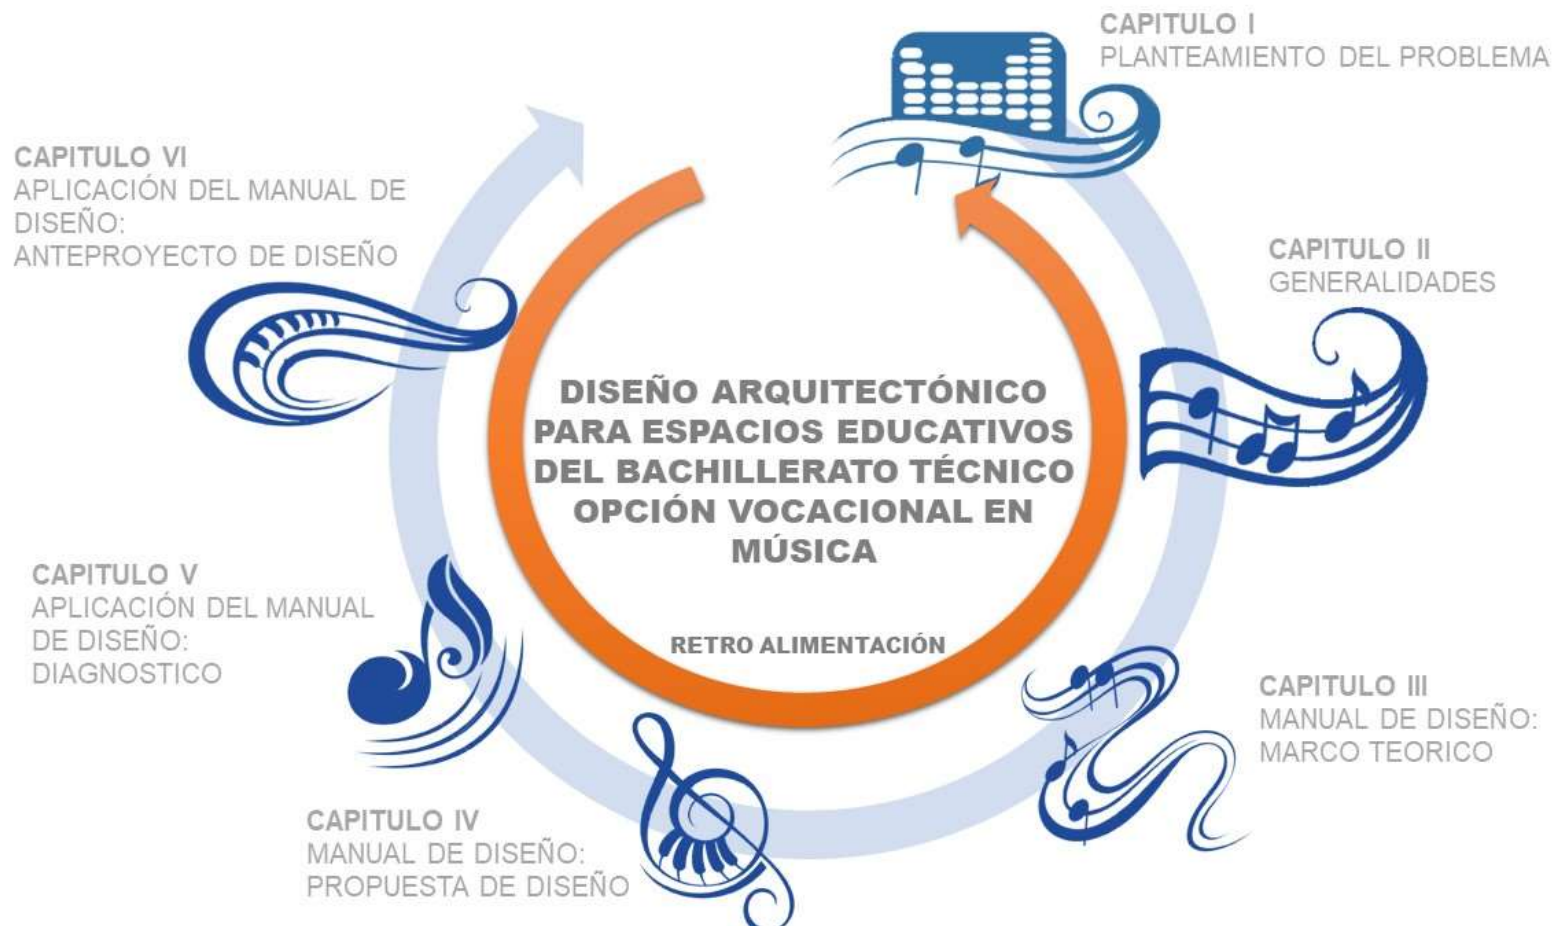 CAPITULO I
PLANTEAMIENTO DEL PROBLEMA
CAPITULO II
GENERALIDADES
CAPITULO III
MANUAL DE DISEÑO:
MARCO TEORICO
CAPITULO IV
MANUAL DE DISEÑO:
PROPUESTA DE DISEÑO
CAPITULO V
APLICACIÓN DEL MANUAL
DE DISEÑO:
DIAGNOSTICO
CAPITULO VI
APLICACIÓN DEL MANUAL DE
DISEÑO:
ANTEPROYECTO DE DISEÑO
DISEÑO ARQUITECTÓNICO
PARA ESPACIOS EDUCATIVOS
DEL BACHILLERATO TÉCNICO
OPCIÓN VOCACIONAL EN
MÚSICA
RETRO ALIMENTACIÓN